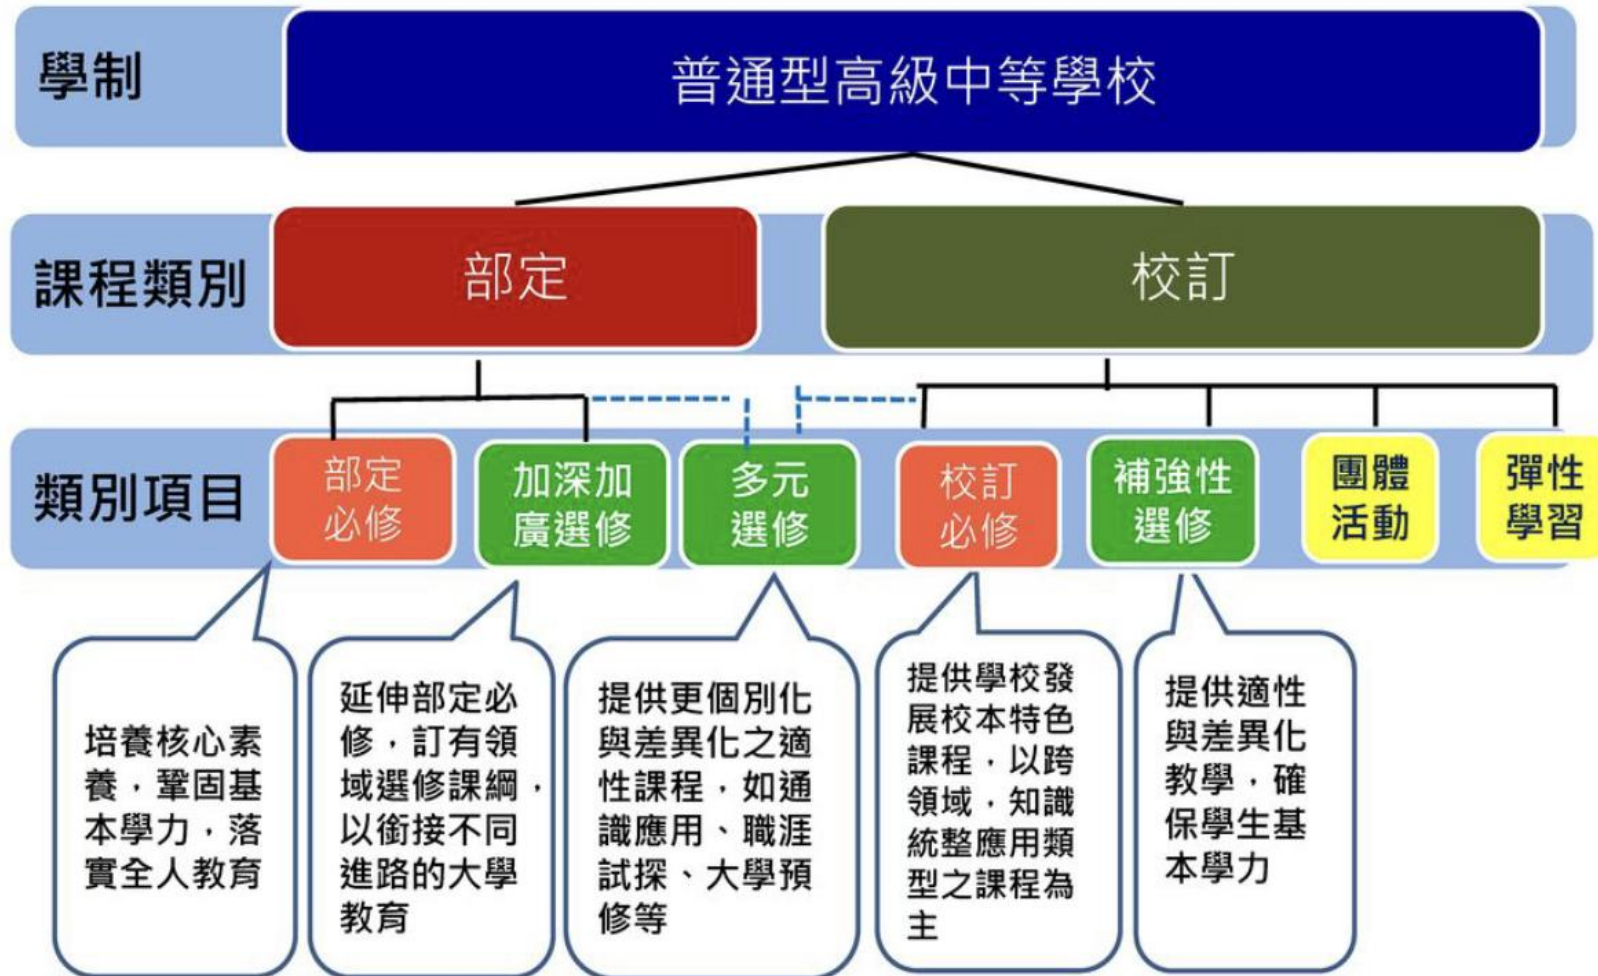 學制
普通型高級中等學校
課程類別
部定
校訂
類別項目
部定
必修
加深加
廣選修
多元
選修
校訂
必修
補強性
選修
團體
活動
彈性
學習
培養核心素
養，鞏固基
本學力，落
實全人教育
延伸部定必
修，訂有領
域選修課綱，
以銜接不同
進路的大學
教育
提供更個別化
與差異化之適
性課程，如通
識應用、職涯
試探、大學預
修等
提供學校發
展校本特色
課程，以跨
領域，知識
統整應用類
型之課程為
主
提供適性
與差異化
教學，確
保學生基
本學力